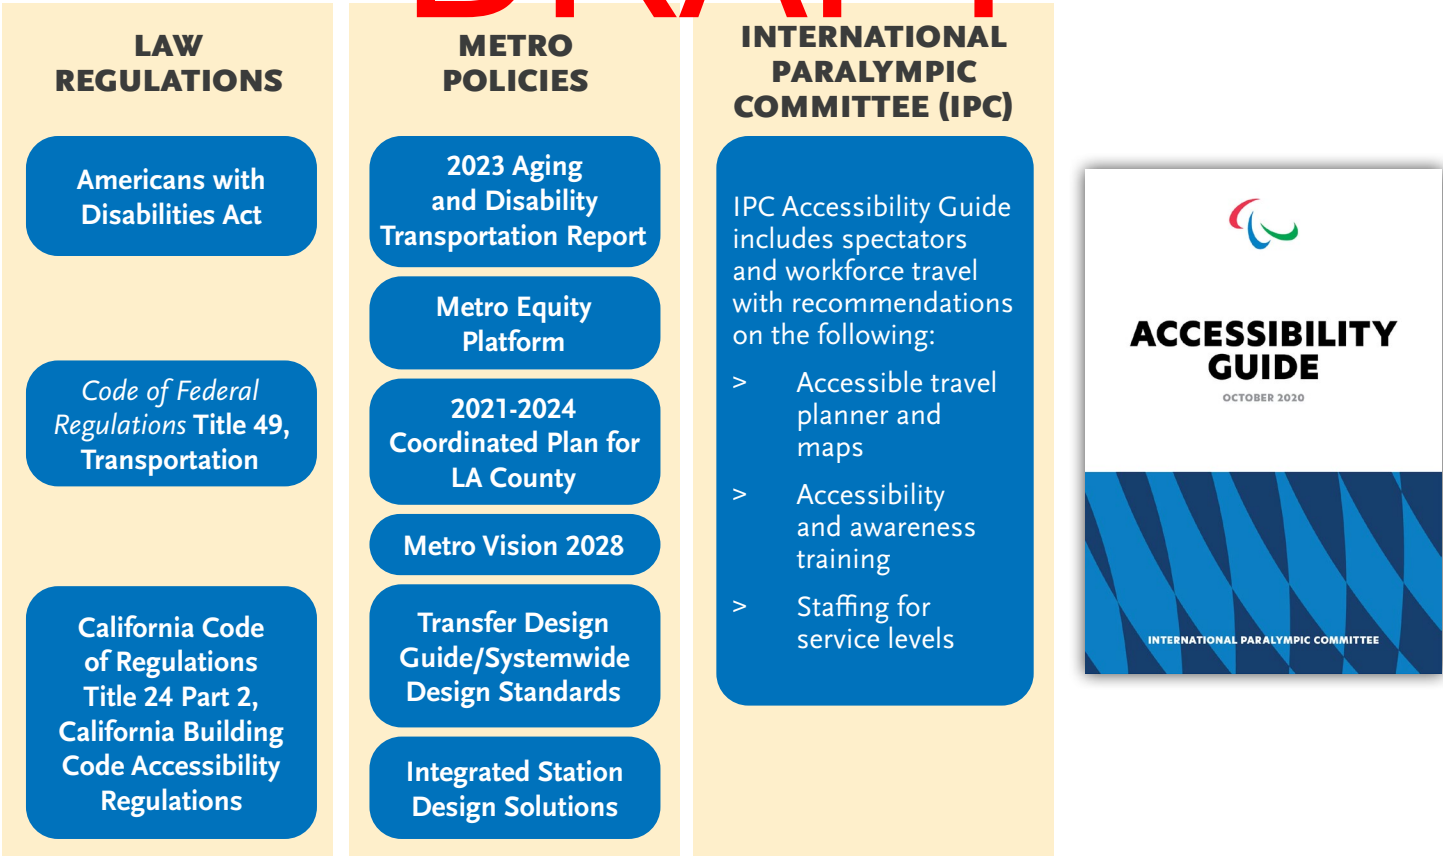 DRAFT
LAW
REGULATIONS
Americans with
Disabilities Act
Code of Federal
Regulations Title 49,
Transportation
California Code
of Regulations
Title 24 Part 2,
California Building
Code Accessibility
Regulations
METRO
POLICIES
2023 Aging
and Disability
Transportation Report
Metro Equity
Platform
2021-2024
Coordinated Plan for
LA County
Metro Vision 2028
Transfer Design
Guide/Systemwide
Design Standards
Integrated Station
Design Solutions
INTERNATIONAL
PARALYMPIC
COMMITTEE (IPC)
IPC Accessibility Guide
includes spectators
and workforce travel
with recommendations
on the following:
> Accessible travel
planner and
maps
> Accessibility
and awareness
training
> Staffing for
service levels
ACCESSIBILITY
GUIDE
OCTOBER 2020
INTERNATIONAL PARALYMPIC COMMITTEE